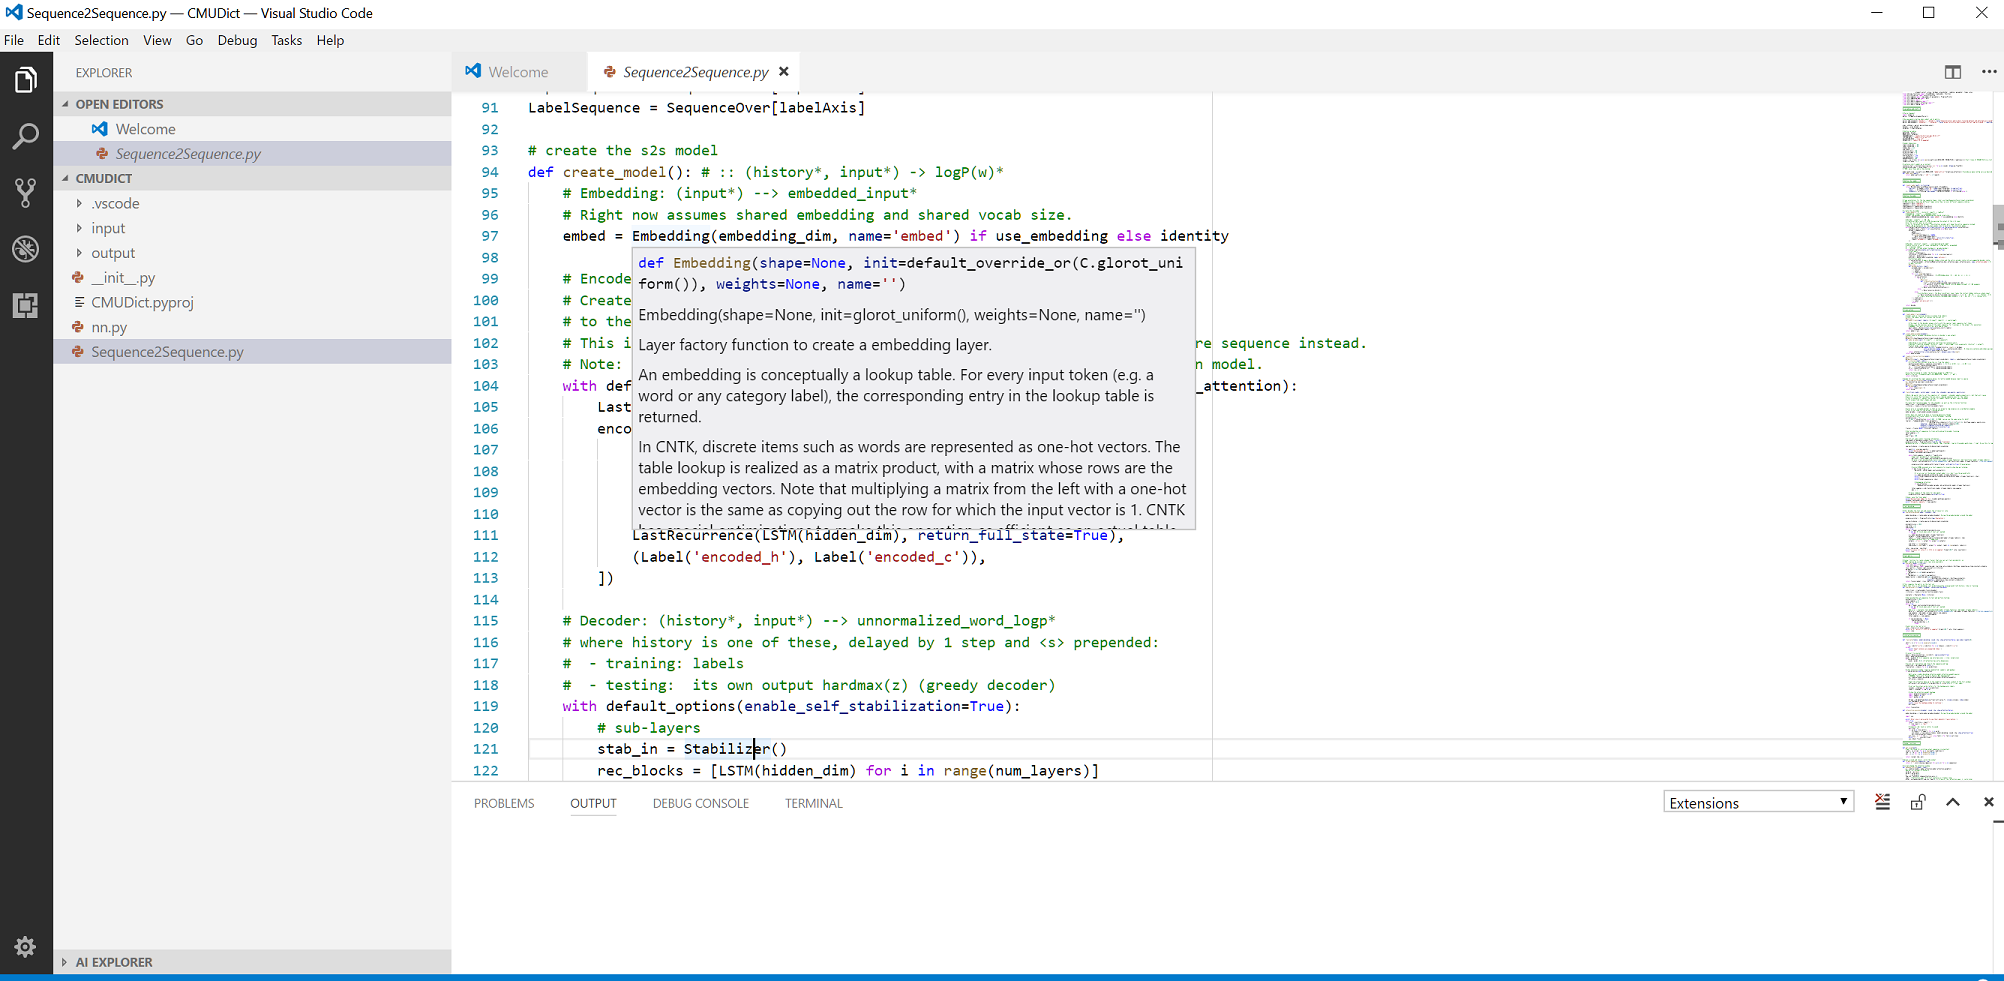 Sequence2Sequence.py — CMUDict — Visual Studio Code
File Edit Selection View Go Debug Tasks Help
EXPLORER
OPEN EDITORS
Welcome
Sequence2Sequence.py
CMUDICT
.vscode
input
output
__init__.py
CMUDict.pyproj
nn.py
Sequence2Sequence.py
AI EXPLORER
Welcome Sequence2Sequence.py
91 LabelSequence = SequenceOver[labelAxis]
92
93 # create the s2s model
94 def create_model(): # :: (history*, input*) -> logP(w)*
95     # Embedding: (input*) --> embedded_input*
96     # Right now assumes shared embedding and shared vocab size.
97     embed = Embedding(embedding_dim, name='embed') if use_embedding else identity
98
99     # Encode
100     # Create
101     # to the
102     # This i re sequence instead.
103     # Note: n model.
104     with def _attention):
105         Last
106         enco
107
108
109
110
111             LastRecurrence(LSTM(hidden_dim), return_full_state=True),
112             (Label('encoded_h'), Label('encoded_c')),
113         ])
114
115     # Decoder: (history*, input*) --> unnormalized_word_logp*
116     # where history is one of these, delayed by 1 step and <s> prepended:
117     #  - training: labels
118     #  - testing:  its own output hardmax(z) (greedy decoder)
119     with default_options(enable_self_stabilization=True):
120         # sub-layers
121         stab_in = Stabilizer()
122         rec_blocks = [LSTM(hidden_dim) for i in range(num_layers)]
def Embedding(shape=None, init=default_override_or(C.glorot_uni
form()), weights=None, name='')
Embedding(shape=None, init=glorot_uniform(), weights=None, name='')
Layer factory function to create a embedding layer.
An embedding is conceptually a lookup table. For every input token (e.g. a
word or any category label), the corresponding entry in the lookup table is
returned.
In CNTK, discrete items such as words are represented as one-hot vectors. The
table lookup is realized as a matrix product, with a matrix whose rows are the
embedding vectors. Note that multiplying a matrix from the left with a one-hot
vector is the same as copying out the row for which the input vector is 1. CNTK
PROBLEMS OUTPUT DEBUG CONSOLE TERMINAL
Extensions